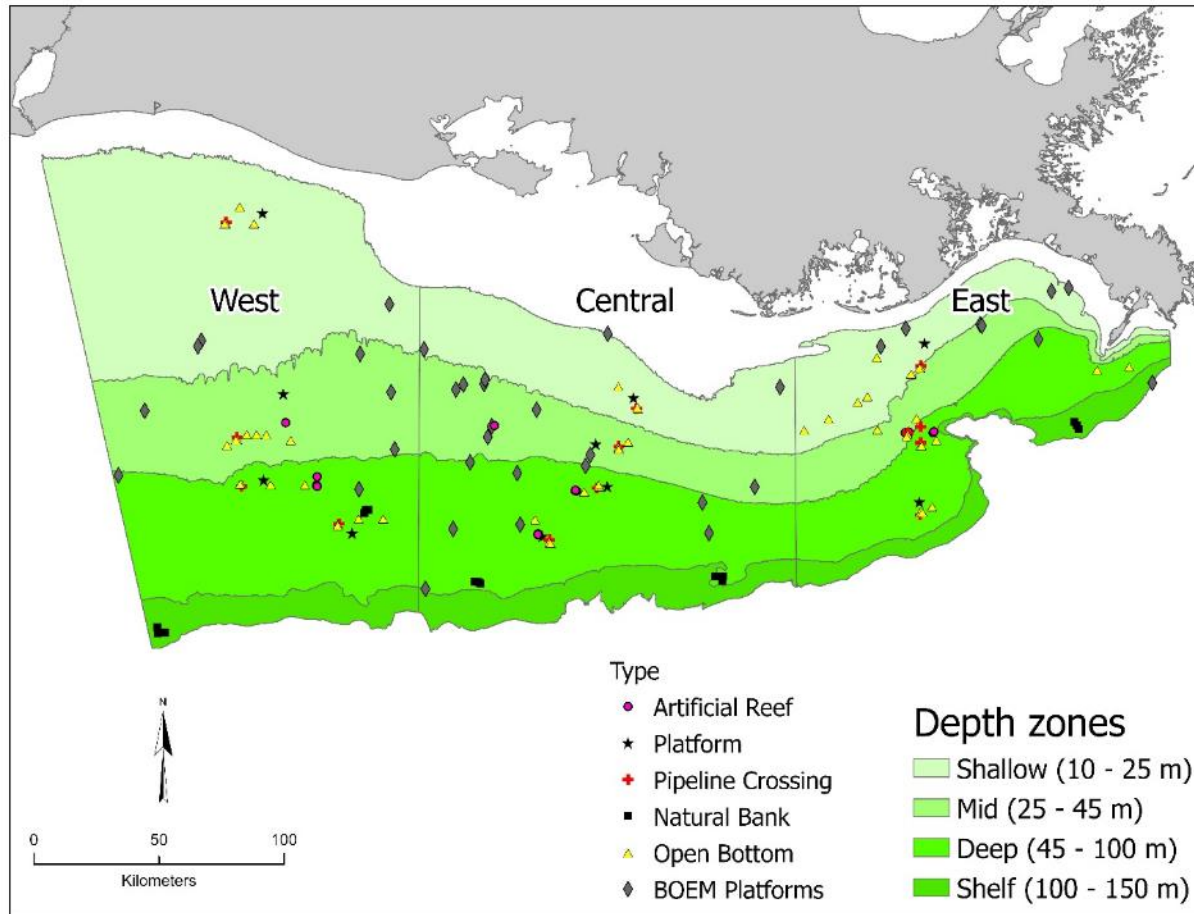 West
Central
East
N
0 50 100
Kilometers
Type
Artificial Reef
Platform
Pipeline Crossing
Natural Bank
Open Bottom
BOEM Platforms
Depth zones
Shallow (10 - 25 m)
Mid (25 - 45 m)
Deep (45 - 100 m)
Shelf (100 - 150 m)